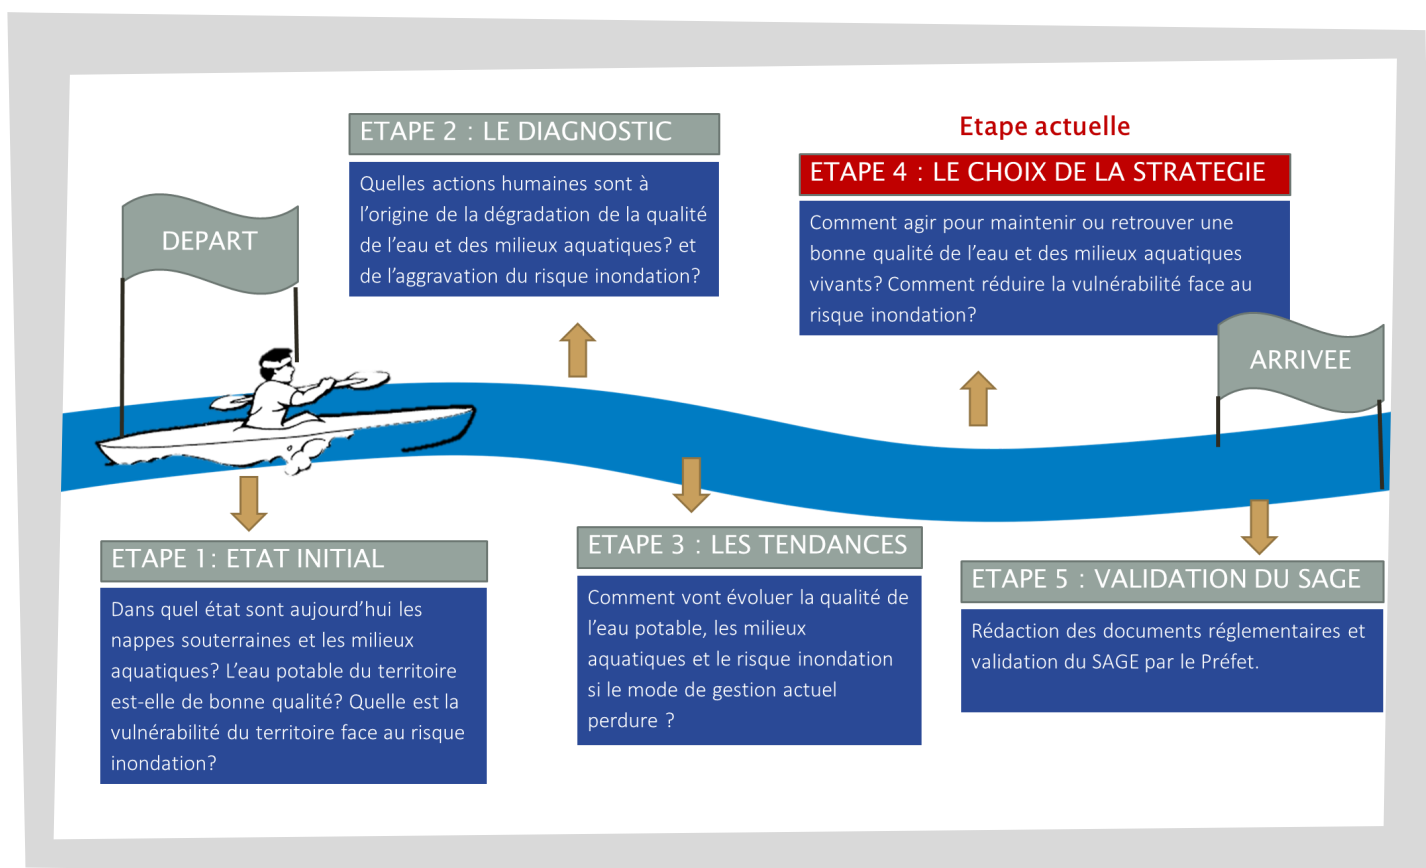 DEPART
ETAPE 1: ETAT INITIAL
Dans quel état sont aujourd’hui les
nappes souterraines et les milieux
aquatiques? L’eau potable du territoire
est-elle de bonne qualité? Quelle est la
vulnérabilité du territoire face au risque
inondation?
ETAPE 2 : LE DIAGNOSTIC
Quelles actions humaines sont à
l’origine de la dégradation de la qualité
de l’eau et des milieux aquatiques? et
de l’aggravation du risque inondation?
ETAPE 3 : LES TENDANCES
Comment vont évoluer la qualité de
l’eau potable, les milieux
aquatiques et le risque inondation
si le mode de gestion actuel
perdure ?
Etape actuelle
ETAPE 4 : LE CHOIX DE LA STRATEGIE
Comment agir pour maintenir ou retrouver une
bonne qualité de l’eau et des milieux aquatiques
vivants? Comment réduire la vulnérabilité face au
risque inondation?
ARRIVEE
ETAPE 5 : VALIDATION DU SAGE
Rédaction des documents réglementaires et
validation du SAGE par le Préfet.